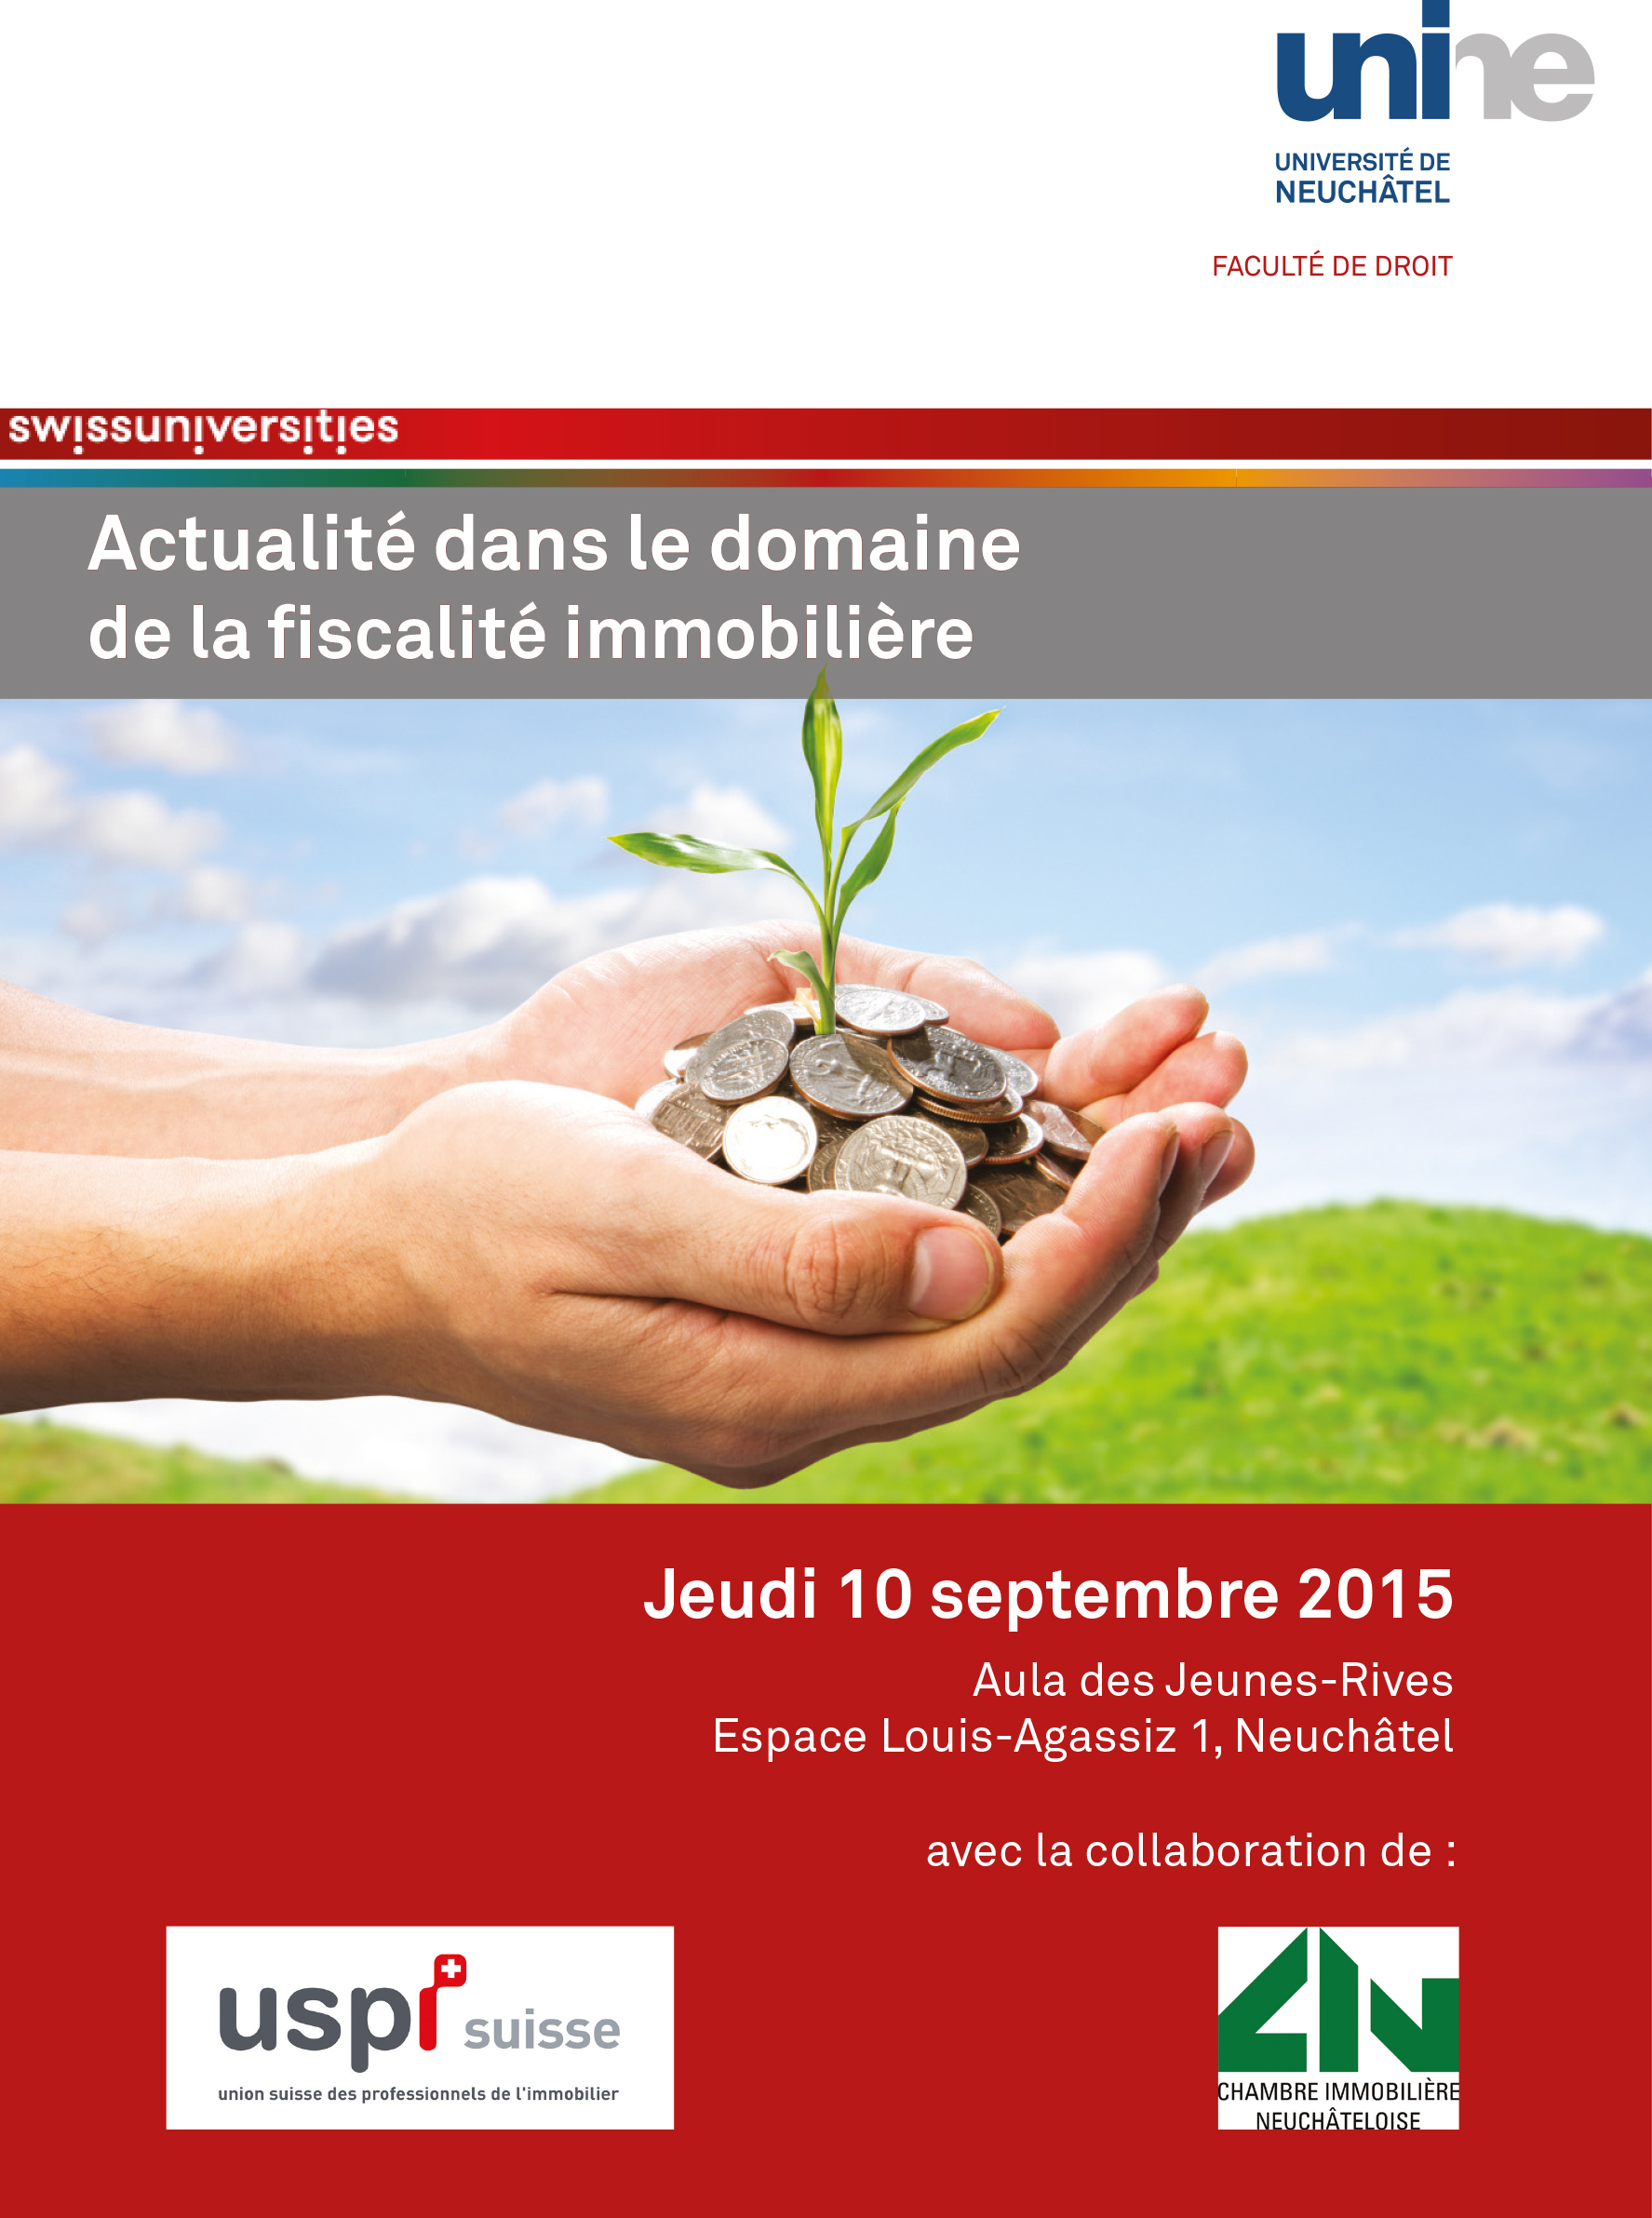 unine
UNIVERSITÉ DE
NEUCHÂTEL
FACULTÉ DE DROIT
swissuniversities
Actualité dans le domaine
de la fiscalité immobilière
Jeudi 10 septembre 2015
Aula des Jeunes-Rives
Espace Louis-Agassiz 1, Neuchâtel
avec la collaboration de :
uspi suisse
union suisse des professionnels de l'immobilier
CIN
CHAMBRE IMMOBILIÈRE
NEUCHÂTELOISE